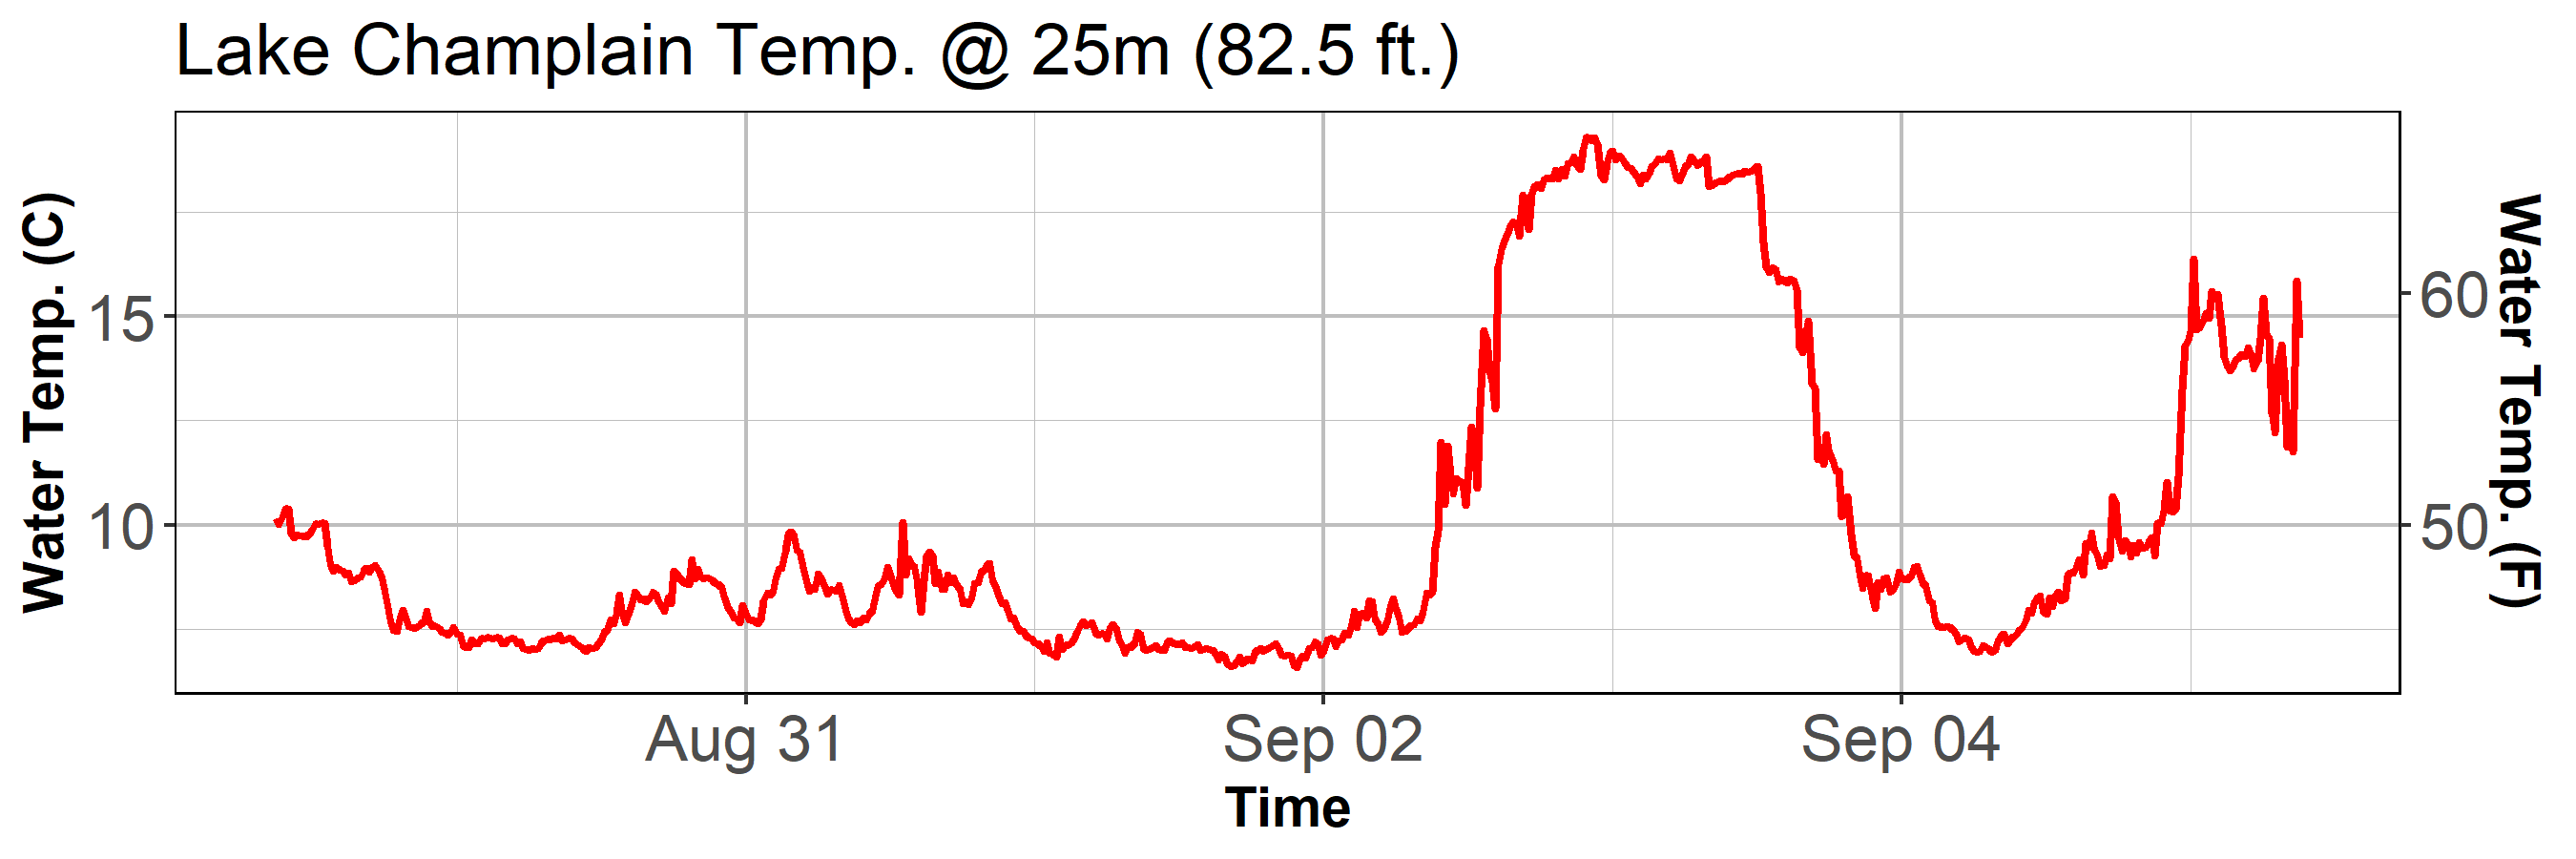 Lake Champlain Temp. @ 25m (82.5 ft.)
Water Temp. (C)
15
10
60
50
Water Temp. (F)
Aug 31
Sep 02
Sep 04
Time